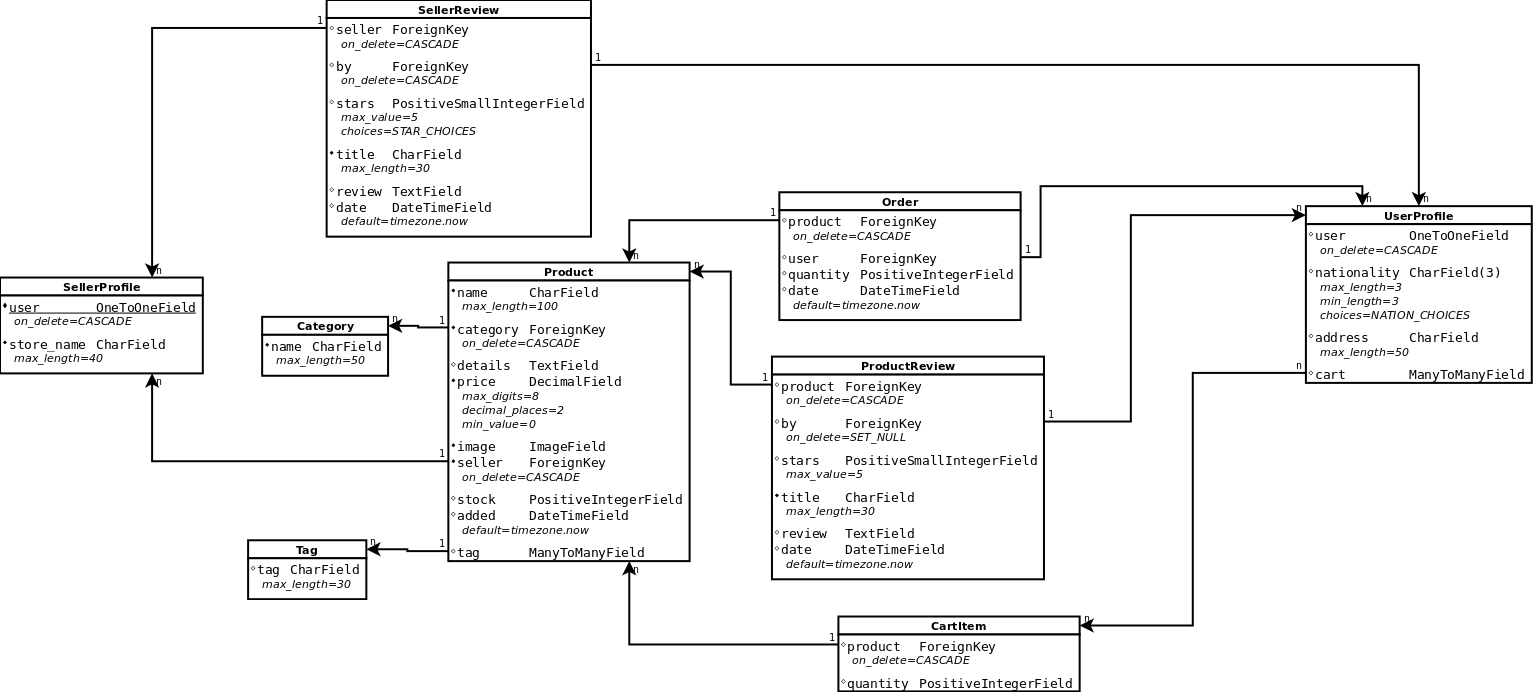 SellerReview
1
seller ForeignKey
on_delete=CASCADE
by ForeignKey
on_delete=CASCADE
stars PositiveSmallIntegerField
max_value=5
choices=STAR_CHOICES
title CharField
max_length=30
review TextField
date DateTimeField
default=timezone.now
1
n
SellerProfile
user OneToOneField
on_delete=CASCADE
store_name CharField
max_length=40
n
n
Category
name CharField
max_length=50
Product
n
name CharField
max_length=100
1
category ForeignKey
on_delete=CASCADE
details TextField
price DecimalField
max_digits=8
decimal_places=2
min_value=0
image ImageField
1
seller ForeignKey
on_delete=CASCADE
stock PositiveIntegerField
added DateTimeField
default=timezone.now
1
tag ManyToManyField
n
n
n
Tag
tag CharField
max_length=30
Order
1
product ForeignKey
on_delete=CASCADE
user ForeignKey
1
quantity PositiveIntegerField
date DateTimeField
default=timezone.now
ProductReview
1
product ForeignKey
on_delete=CASCADE
by ForeignKey
1
on_delete=SET_NULL
stars PositiveSmallIntegerField
max_value=5
title CharField
max_length=30
review TextField
date DateTimeField
default=timezone.now
n
n
n
UserProfile
user OneToOneField
on_delete=CASCADE
nationality CharField(3)
max_length=3
min_length=3
choices=NATION_CHOICES
address CharField
max_length=50
n
cart ManyToManyField
n
CartItem
1
product ForeignKey
on_delete=CASCADE
quantity PositiveIntegerField